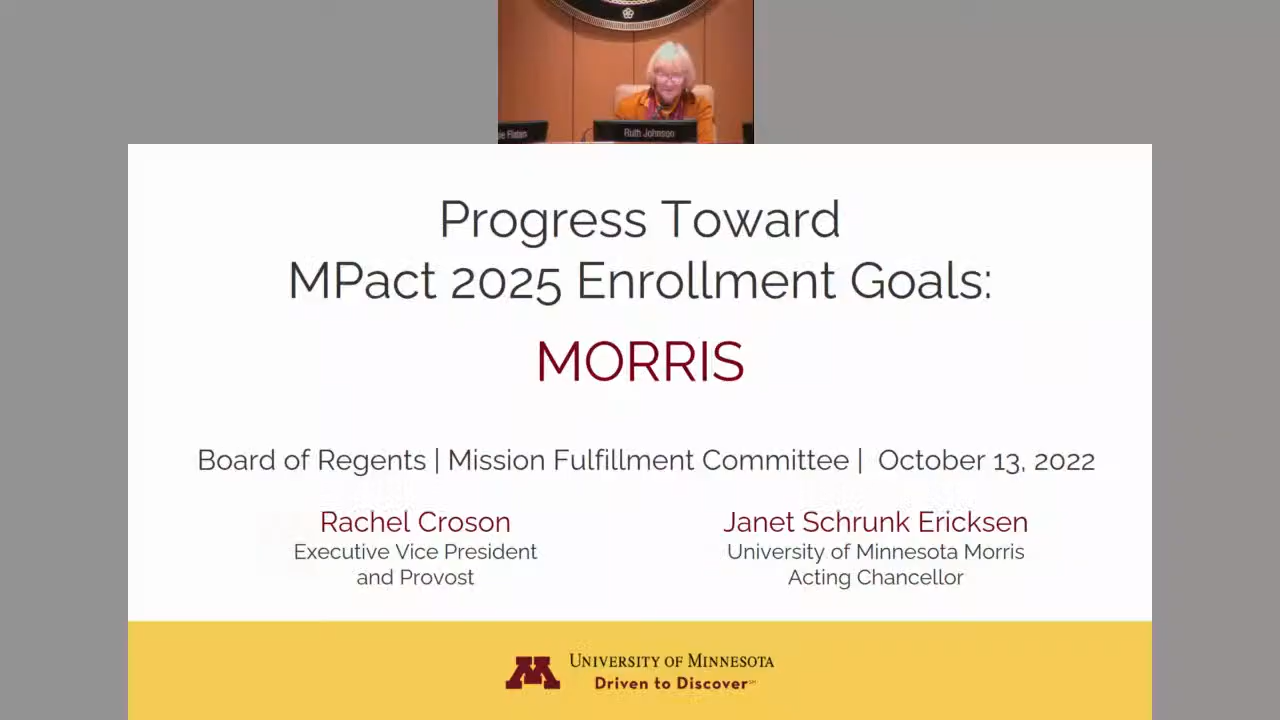 Ruth Johnson
Progress Toward
MPact 2025 Enrollment Goals:
MORRIS
Board of Regents | Mission Fulfillment Committee | October 13, 2022
Rachel Croson
Executive Vice President
and Provost
Janet Schrunk Ericksen
University of Minnesota Morris
Acting Chancellor
M
UNIVERSITY OF MINNESOTA
Driven to Discover℠